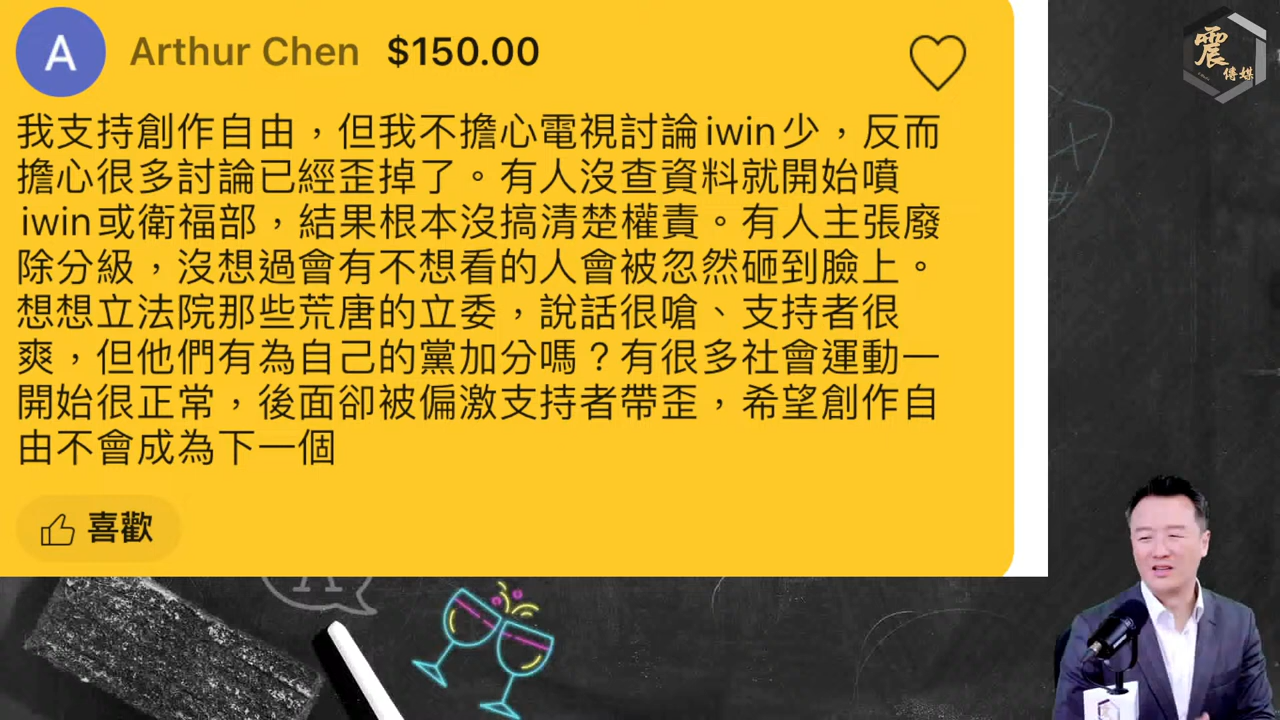 A
Arthur Chen $150.00
我支持創作自由，但我不擔心電視討論iwin少，反而
擔心很多討論已經歪掉了。有人沒查資料就開始噴
iwin或衛福部，結果根本沒搞清楚權責。有人主張廢
除分級，沒想過會有不想看的人會被忽然砸到臉上。
想想立法院那些荒唐的立委，說話很嗆、支持者很
爽，但他們有為自己的黨加分嗎？有很多社會運動一
開始很正常，後面卻被偏激支持者帶歪，希望創作自
由不會成為下一個
喜歡
震
傳媒